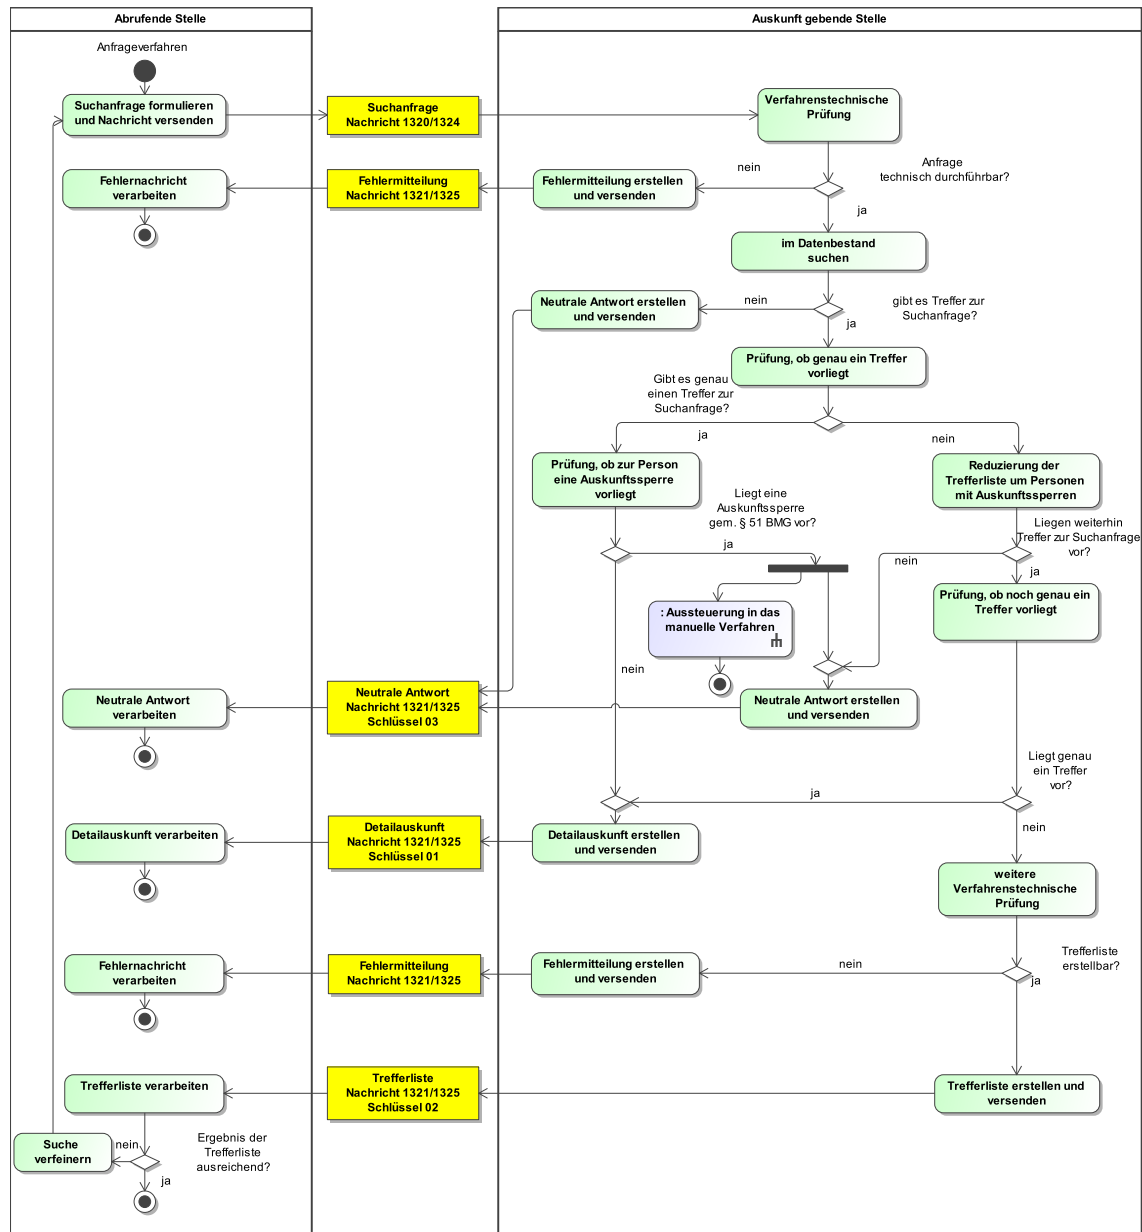 Abrufende Stelle
Auskunft gebende Stelle
Anfrageverfahren
Suchanfrage formulieren
und Nachricht versenden
Suchanfrage
Nachricht 1320/1324
Verfahrenstechnische
Prüfung
Anfrage
technisch durchführbar?
nein
ja
Fehlernachricht
verarbeiten
Fehlermitteilung
Nachricht 1321/1325
Fehlermitteilung erstellen
und versenden
im Datenbestand
suchen
Neutrale Antwort erstellen
und versenden
nein
gibt es Treffer zur
Suchanfrage?
ja
Prüfung, ob genau ein Treffer
vorliegt
Gibt es genau
einen Treffer zur
Suchanfrage?
ja
nein
Prüfung, ob zur Person
eine Auskunftssperre
vorliegt
Reduzierung der
Trefferliste um Personen
mit Auskunftssperren
Liegt eine
Auskunftssperre
gem. § 51 BMG vor?
ja
Liegen weiterhin
Treffer zur Suchanfrage
vor?
nein
ja
: Aussteuerung in das
manuelle Verfahren
Prüfung, ob noch genau ein
Treffer vorliegt
nein
Neutrale Antwort
verarbeiten
Neutrale Antwort
Nachricht 1321/1325
Schlüssel 03
Neutrale Antwort erstellen
und versenden
Liegt genau
ein Treffer
vor?
ja
nein
Detailauskunft verarbeiten
Detailauskunft
Nachricht 1321/1325
Schlüssel 01
Detailauskunft erstellen
und versenden
weitere
Verfahrenstechnische
Prüfung
Fehlernachricht
verarbeiten
Fehlermitteilung
Nachricht 1321/1325
Fehlermitteilung erstellen
und versenden
nein
Trefferliste
erstellbar?
ja
Trefferliste verarbeiten
Trefferliste
Nachricht 1321/1325
Schlüssel 02
Trefferliste erstellen und
versenden
Suche
verfeinern
nein
Ergebnis der
Trefferliste
ausreichend?
ja